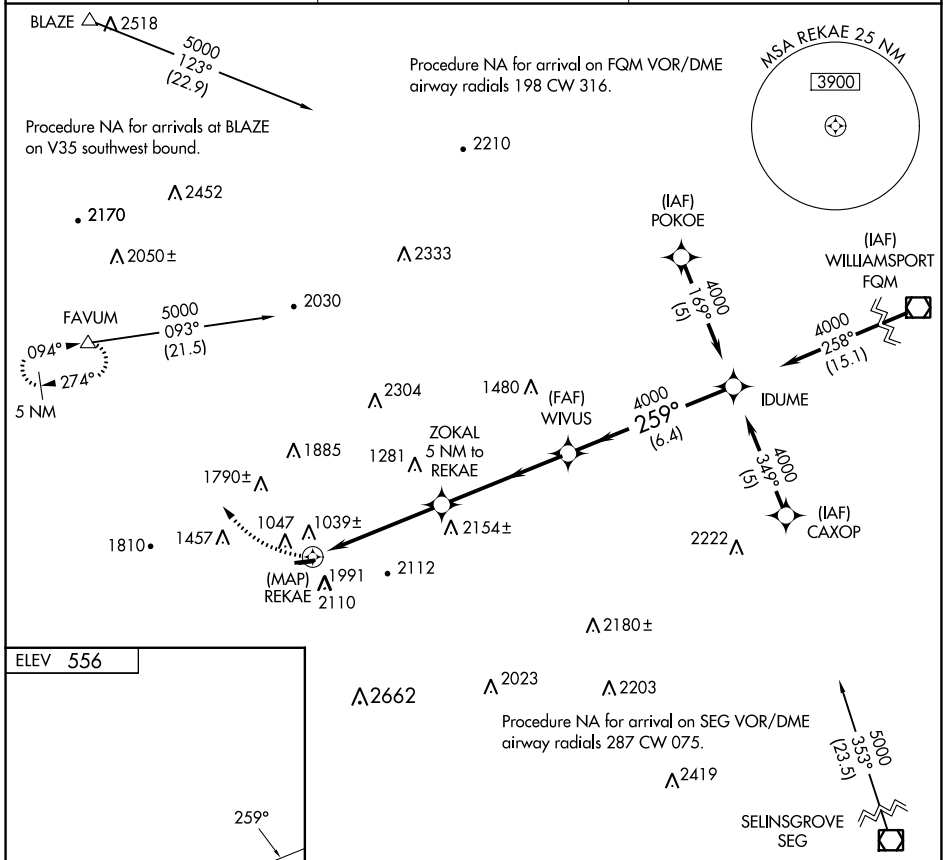 BLAZE
2518
5000
123°
(22.9)
Procedure NA for arrival on FQM VOR/DME
airway radials 198 CW 316.
MSA REKAE 25 NM
3900
Procedure NA for arrivals at BLAZE
on V35 southwest bound.
2210
2452
2170
2050±
2333
(IAF)
POKOE
4000
169°
(5)
(IAF)
WILLIAMSPORT
FQM
4000
258°
(15.1)
FAVUM
5000
093°
(21.5)
2030
094°
274°
5 NM
2304
1480
(FAF)
WIVUS
4000
259°
(6.4)
IDUME
ZOKAL
5 NM to
REKAE
1885
1281
1790±
4000
349°
(5)
(IAF)
CAXOP
1810
1457
1047
1039±
2154±
2222
(MAP)
REKAE
1991
2110
2112
2180±
ELEV 556
2662
2023
2203
Procedure NA for arrival on SEG VOR/DME
airway radials 287 CW 075.
5000
353°
(23.5)
2419
259°
SELINSGROVE
SEG